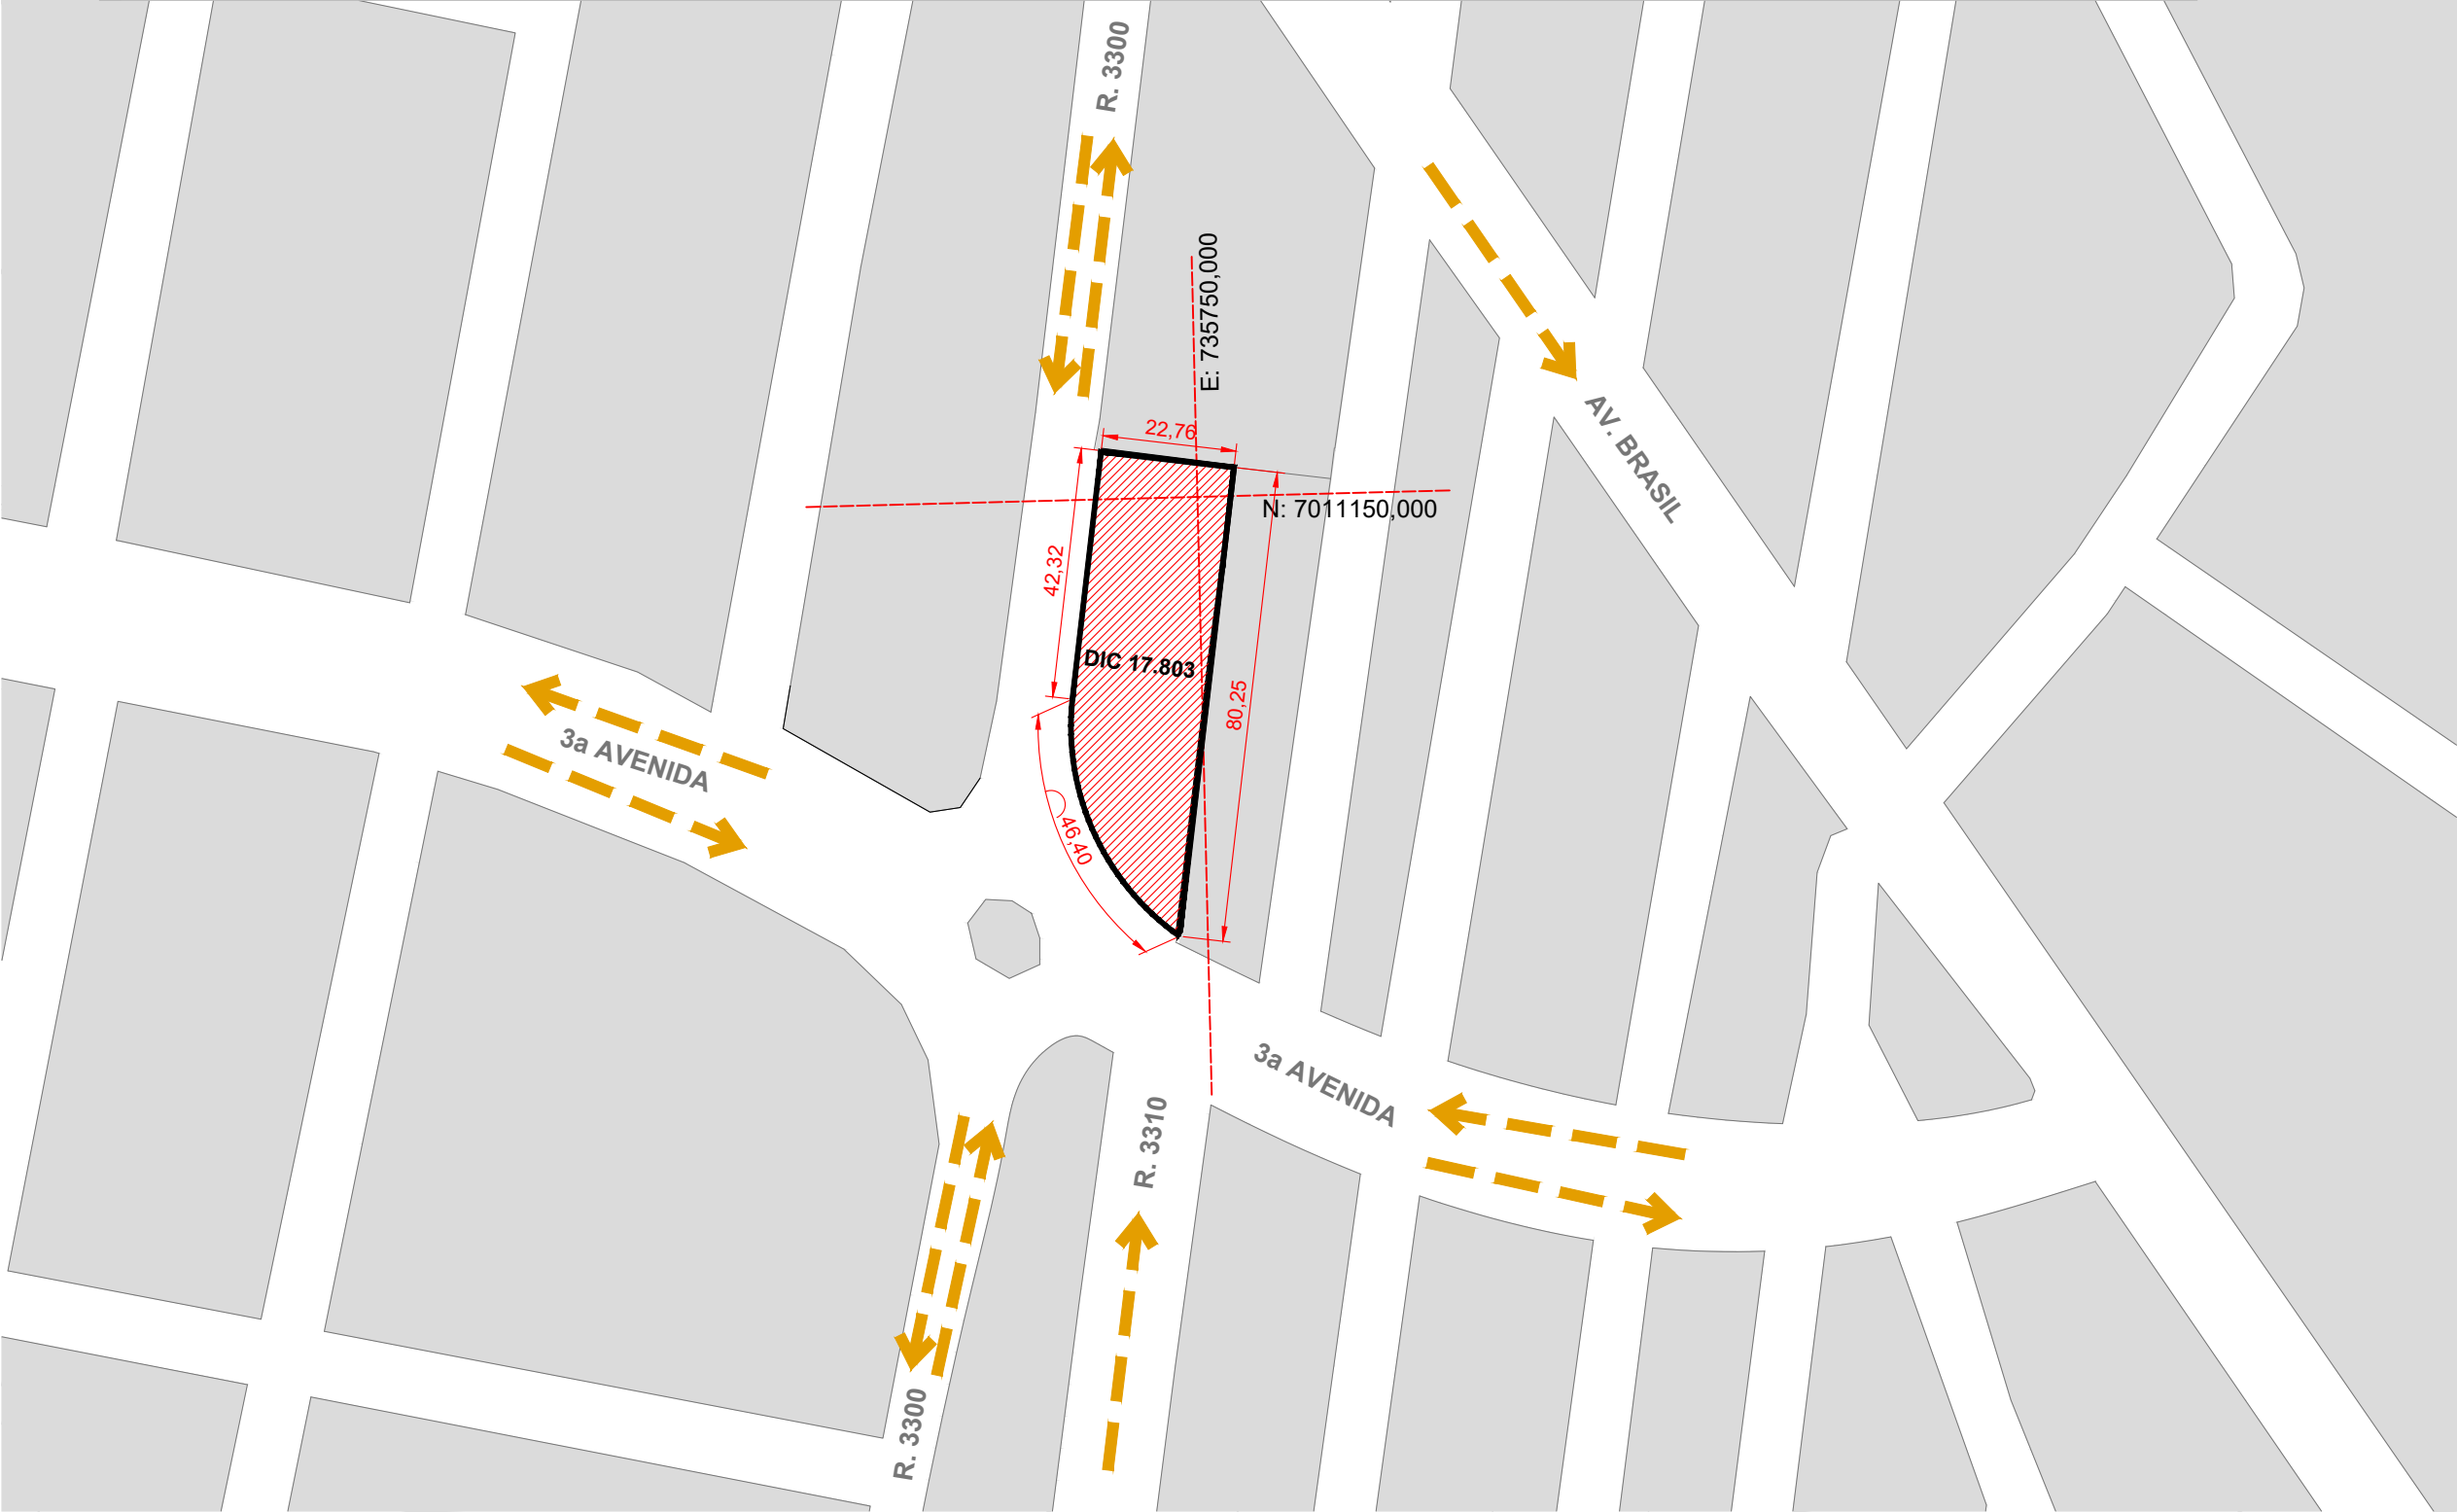 R. 3300
E: 735750,000
22,76
AV. BRASIL
N: 7011150,000
42,32
DIC 17.803
80,25
3a AVENIDA
46,40
3a AVENIDA
R. 3310
R. 3300